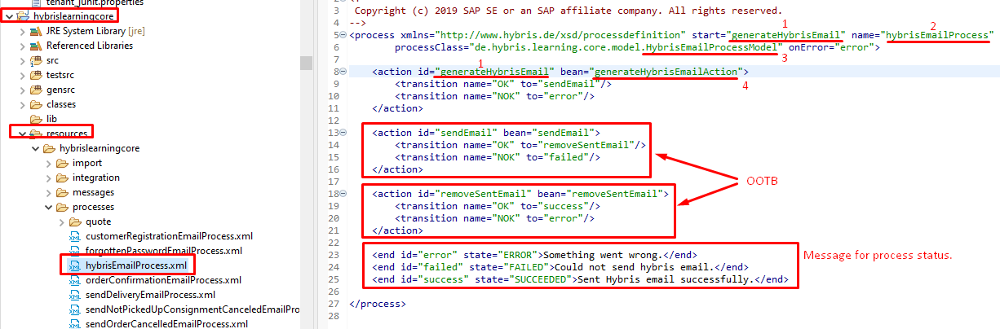 tenant_junit.properties
hybrislearningcore
JRE System Library [jre]
Referenced Libraries
src
testsrc
gensrc
classes
lib
resources
hybrislearningcore
import
integration
messages
processes
quote
customerRegistrationEmailProcess.xml
forgottenPasswordEmailProcess.xml
hybrisEmailProcess.xml
orderConfirmationEmailProcess.xml
sendDeliveryEmailProcess.xml
sendNotPickedUpConsignmentCanceledEmailPro
sendOrderCancelledEmailProcess.xml
3 Copyright (c) 2019 SAP SE or an SAP affiliate company. All rights reserved.
4 -->
1
2
5 <process xmlns="http://www.hybris.de/xsd/processdefinition" start="generateHybrisEmail" name="hybrisEmailProcess"
6 processClass="de.hybris.learning.core.model.HybrisEmailProcessModel" onError="error">
7
3
1
8 <action id="generateHybrisEmail" bean="generateHybrisEmailAction">
4
9 <transition name="OK" to="sendEmail"/>
10 <transition name="NOK" to="error"/>
11 </action>
12
13 <action id="sendEmail" bean="sendEmail">
14 <transition name="OK" to="removeSentEmail"/>
15 <transition name="NOK" to="failed"/>
16 </action>
17
OOTB
18 <action id="removeSentEmail" bean="removeSentEmail">
19 <transition name="OK" to="success"/>
20 <transition name="NOK" to="error"/>
21 </action>
22
23 <end id="error" state="ERROR">Something went wrong.</end>
Message for process status.
24 <end id="failed" state="FAILED">Could not send hybris email.</end>
25 <end id="success" state="SUCCEEDED">Sent Hybris email successfully.</end>
26
27 </process>
28